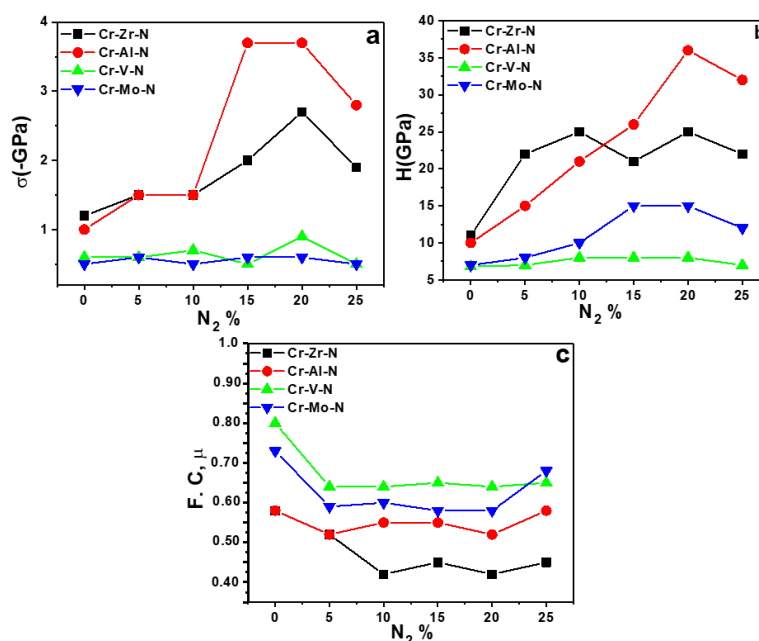 a
Cr-Zr-N
Cr-Al-N
Cr-V-N
Cr-Mo-N
σ(-GPa)
4
3
2
1
0 5 10 15 20 25
N₂ %
b
Cr-Zr-N
Cr-Al-N
Cr-V-N
Cr-Mo-N
H(GPa)
40
35
30
25
20
15
10
5
0 5 10 15 20 25
N₂ %
c
Cr-Zr-N
Cr-Al-N
Cr-V-N
Cr-Mo-N
F. C, μ
1.0
0.90
0.80
0.70
0.60
0.50
0.40
0 5 10 15 20 25
N₂ %